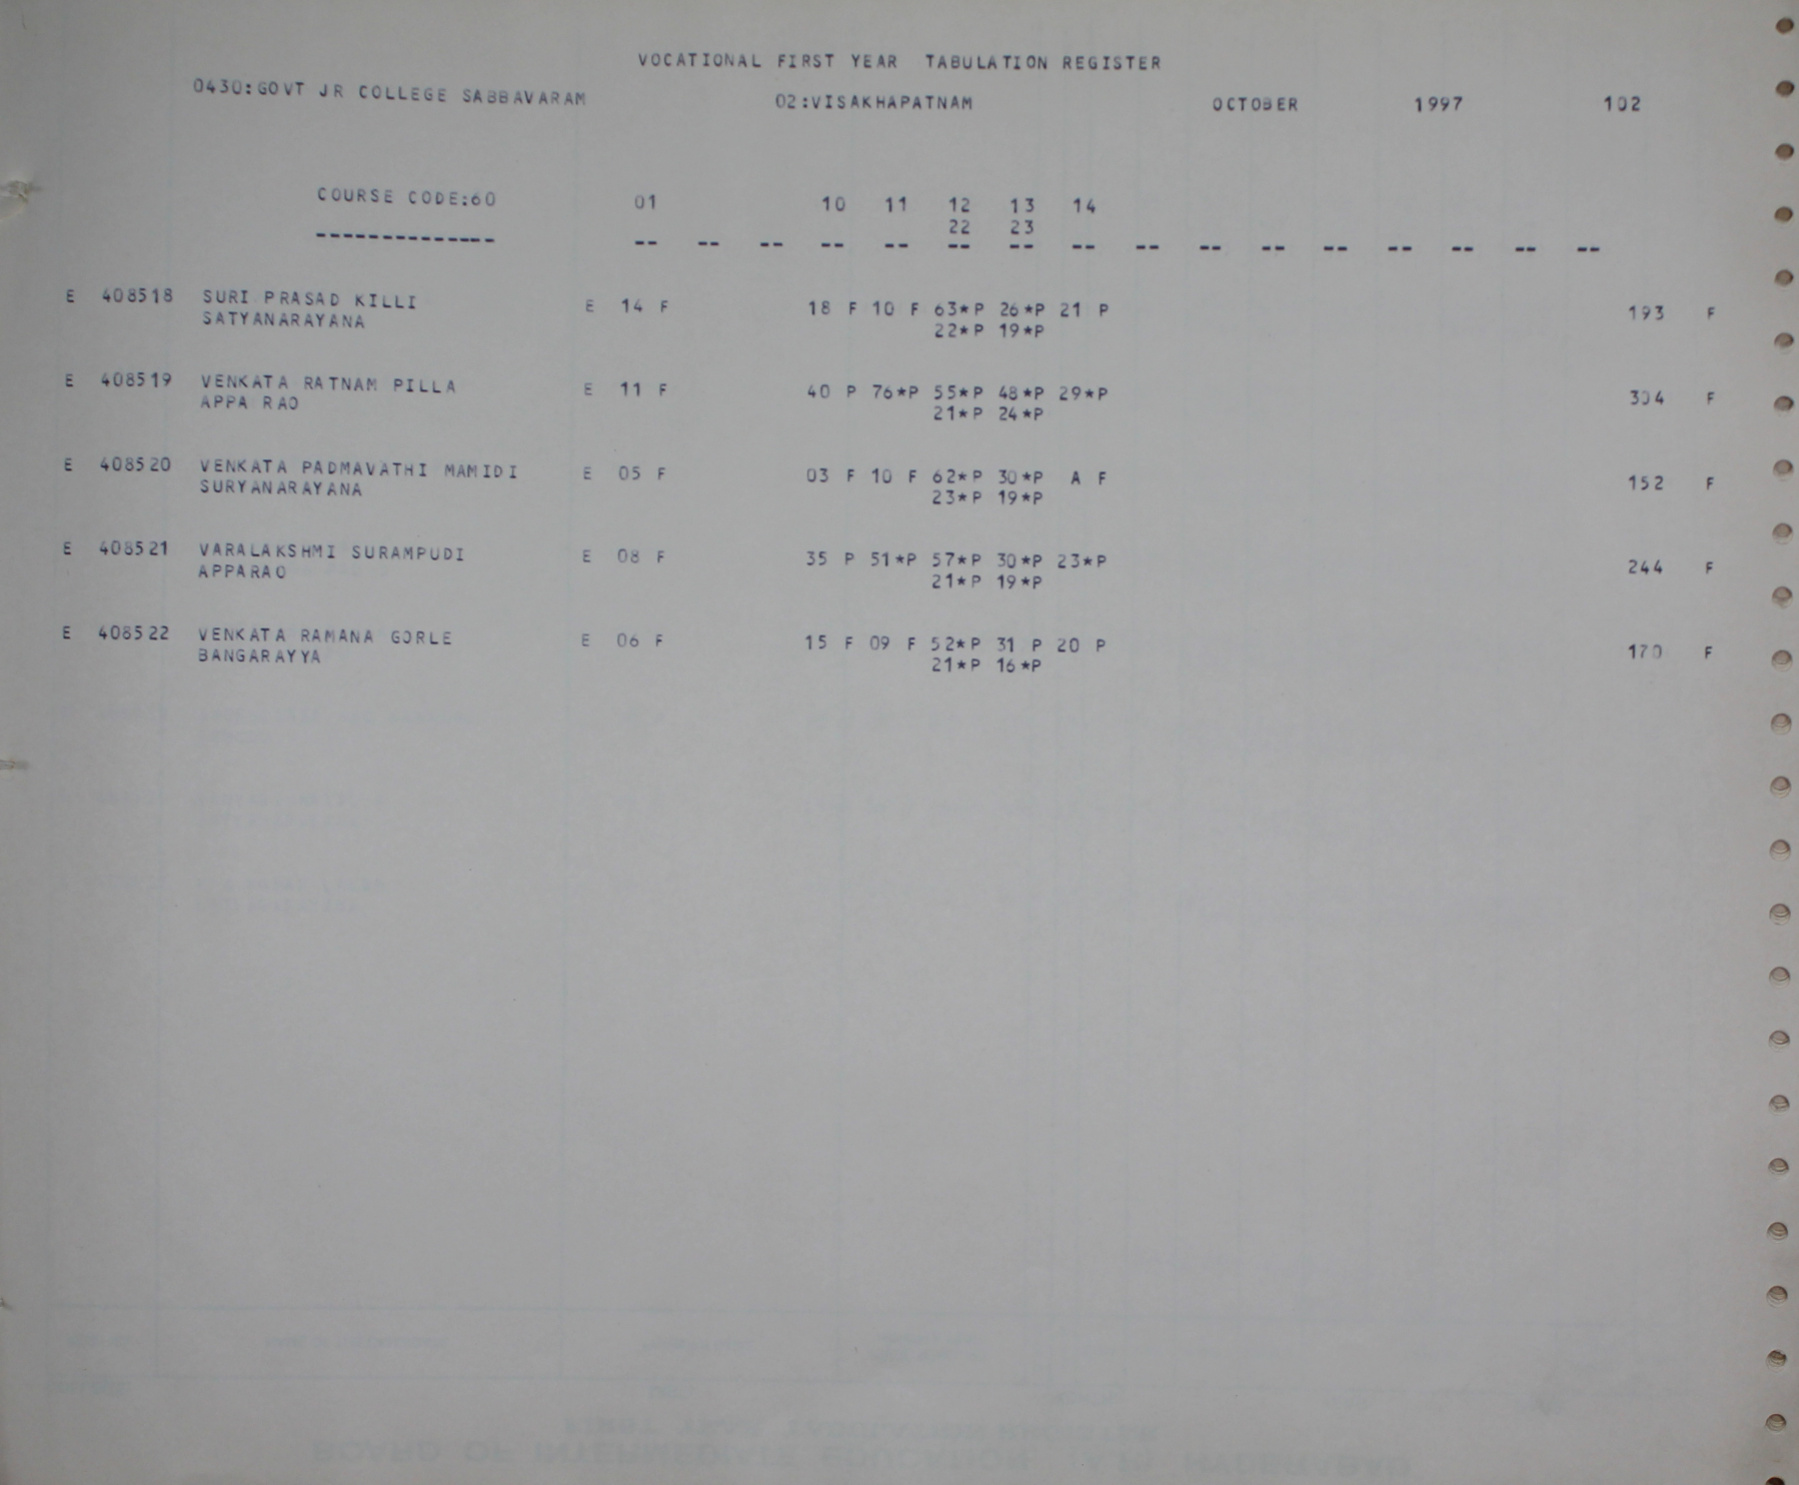 VOCATIONAL FIRST YEAR TABULATION REGISTER
0430:GOVT JR COLLEGE SABBAVARAM 02:VISAKHAPATNAM OCTOBER 1997 102
COURSE CODE:60 01 10 11 12 13 14
22 23
-------------- -- -- -- -- -- -- -- -- -- -- -- -- -- -- -- --
E 408518 SURI PRASAD KILLI E 14 F 18 F 10 F 63*P 26*P 21 P 193 F
SATYANARAYANA 22*P 19*P
E 408519 VENKATA RATNAM PILLA E 11 F 40 P 76*P 55*P 48*P 29*P 304 F
APPA RAO 21*P 24*P
E 408520 VENKATA PADMAVATHI MAMIDI E 05 F 03 F 10 F 62*P 30*P A F 152 F
SURYANARAYANA 23*P 19*P
E 408521 VARALAKSHMI SURAMPUDI E 08 F 35 P 51*P 57*P 30*P 23*P 244 F
APPARAO 21*P 19*P
E 408522 VENKATA RAMANA GORLE E 06 F 15 F 09 F 52*P 31 P 20 P 170 F
BANGARAYYA 21*P 16*P